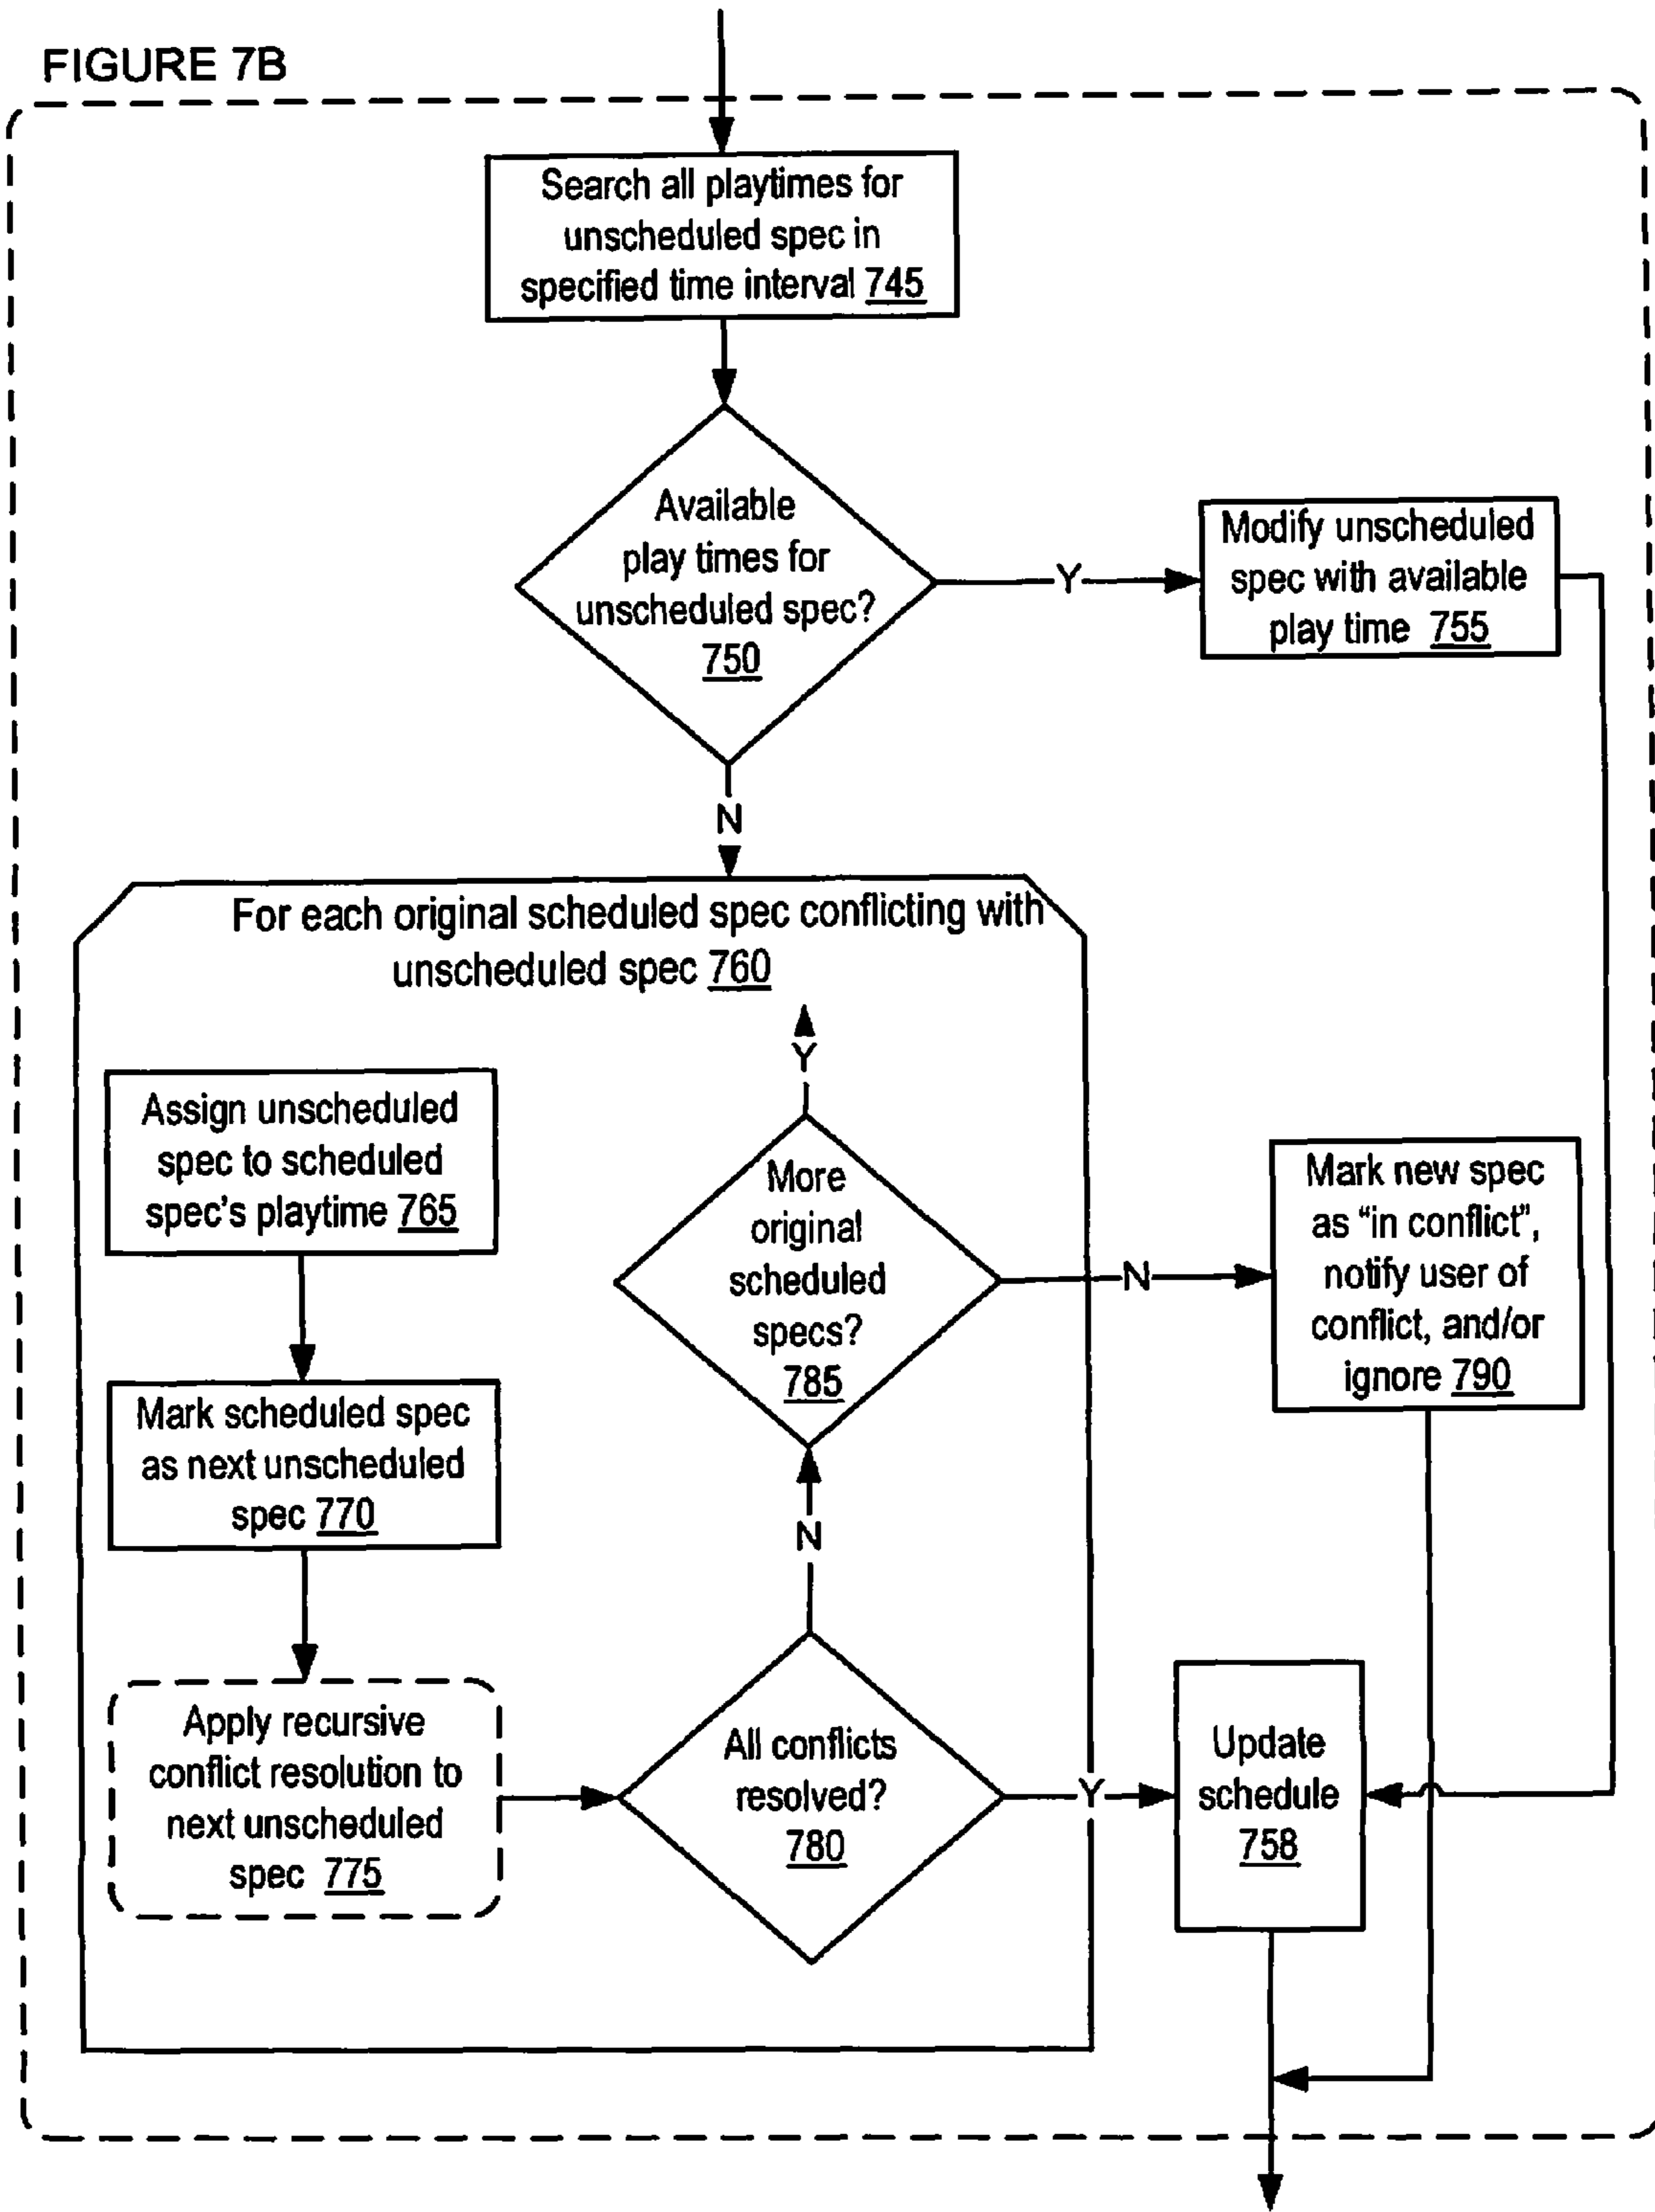 FIGURE 7B
Search all playtimes for
unscheduled spec in
specified time interval 745
Available
play times for
unscheduled spec?
750
Y
Modify unscheduled
spec with available
play time 755
N
For each original scheduled spec conflicting with
unscheduled spec 760
Assign unscheduled
spec to scheduled
spec's playtime 765
Mark scheduled spec
as next unscheduled
spec 770
Apply recursive
conflict resolution to
next unscheduled
spec 775
Y
More
original
scheduled
specs?
785
N
Mark new spec
as “in conflict”,
notify user of
conflict, and/or
ignore 790
N
All conflicts
resolved?
780
Y
Update
schedule
758